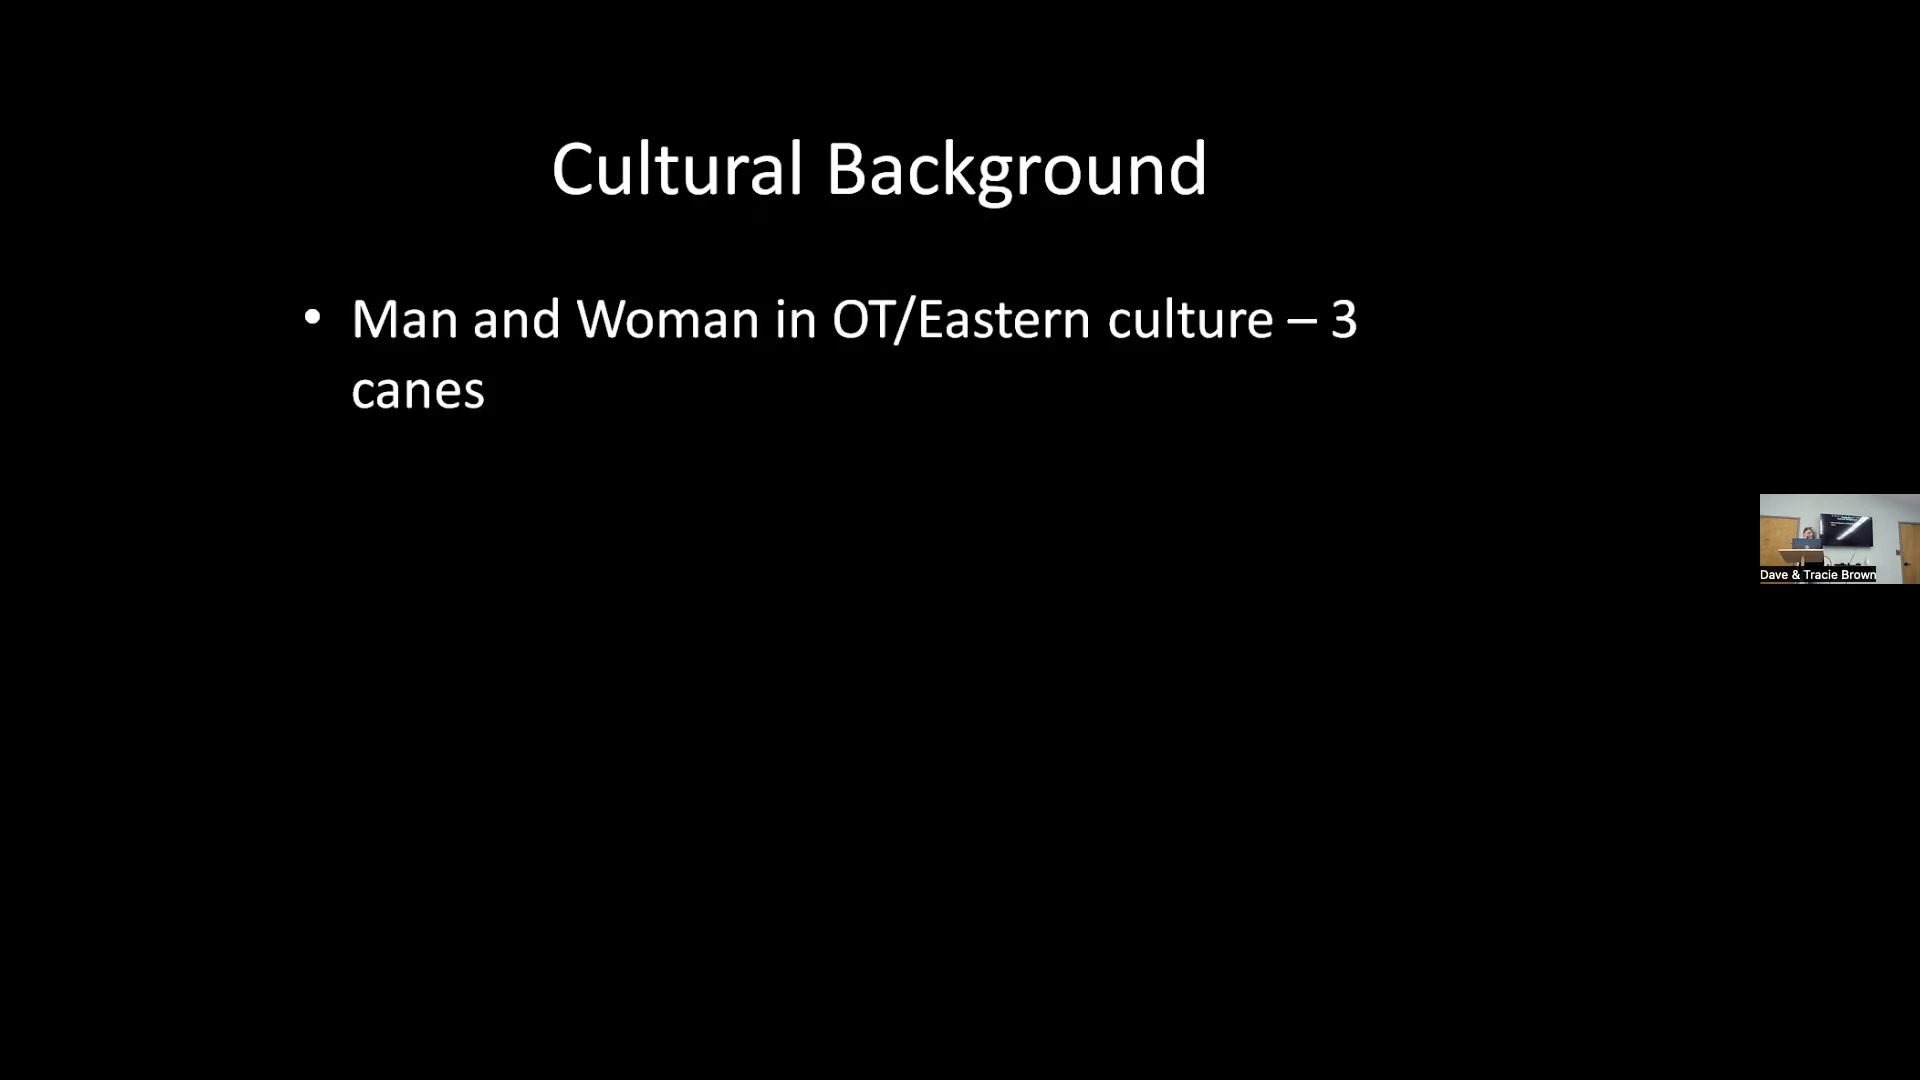 Cultural Background
• Man and Woman in OT/Eastern culture – 3
canes
Dave & Tracie Brown